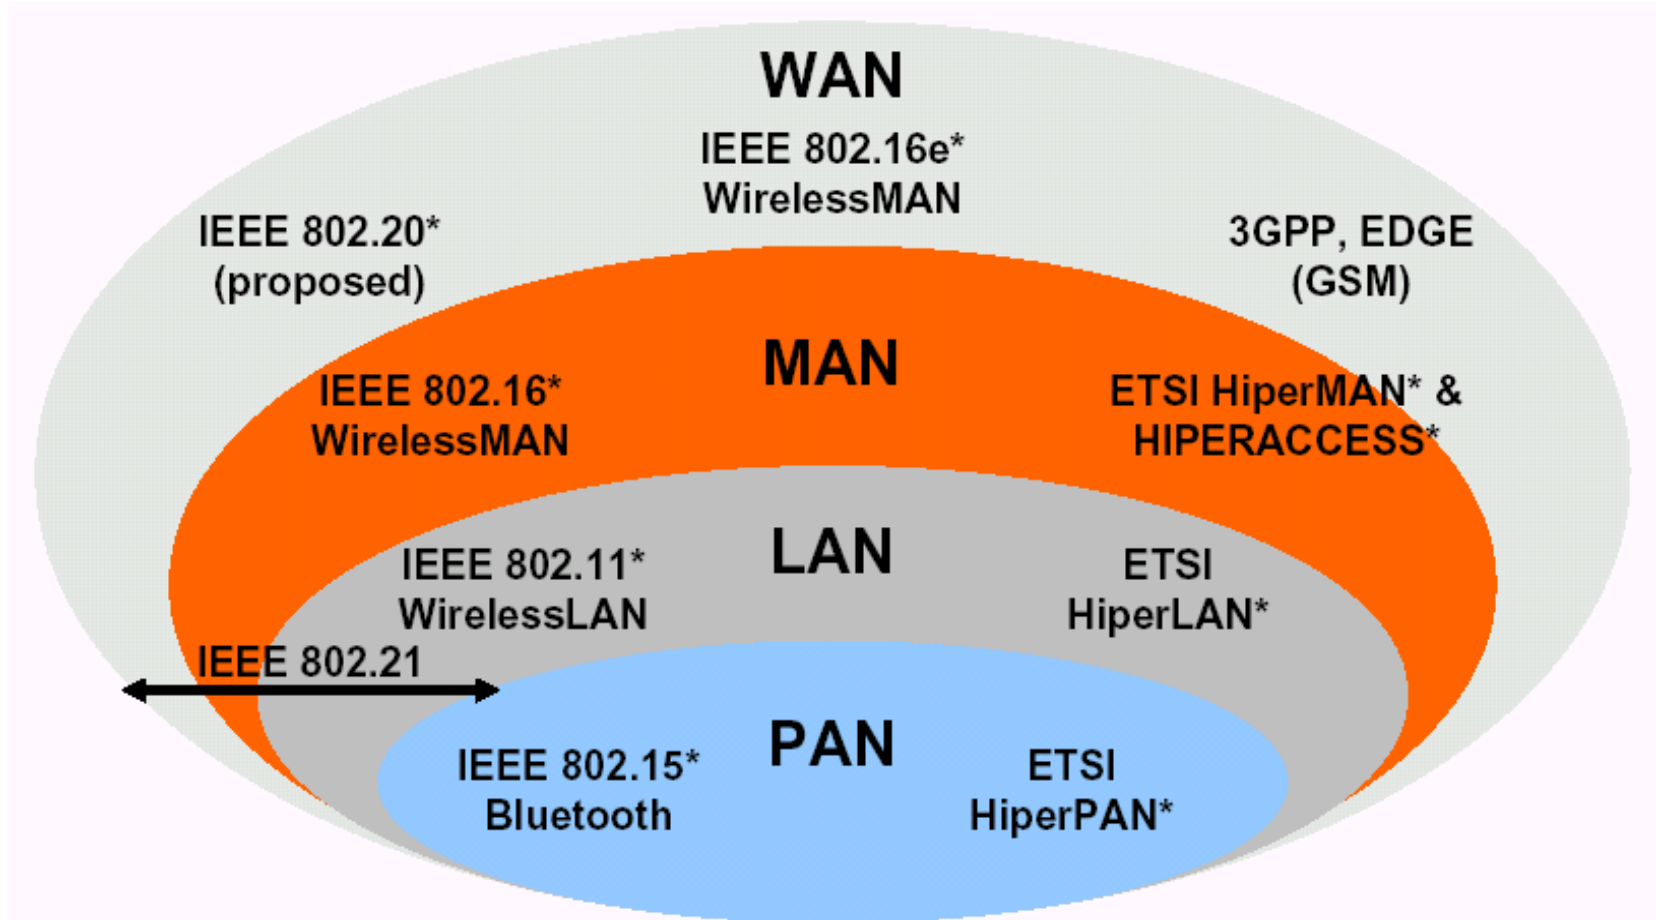 WAN
IEEE 802.16e*
WirelessMAN
IEEE 802.20*
(proposed)
3GPP, EDGE
(GSM)
MAN
IEEE 802.16*
WirelessMAN
ETSI HiperMAN* &
HIPERACCESS*
LAN
IEEE 802.11*
WirelessLAN
ETSI
HiperLAN*
IEEE 802.21
PAN
IEEE 802.15*
Bluetooth
ETSI
HiperPAN*